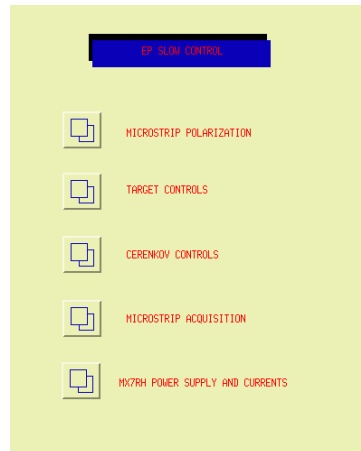 EP SLOW CONTROL
MICROSTRIP POLARIZATION
TARGET CONTROLS
CERENKOV CONTROLS
MICROSTRIP ACQUISITION
MX7RH POWER SUPPLY AND CURRENTS